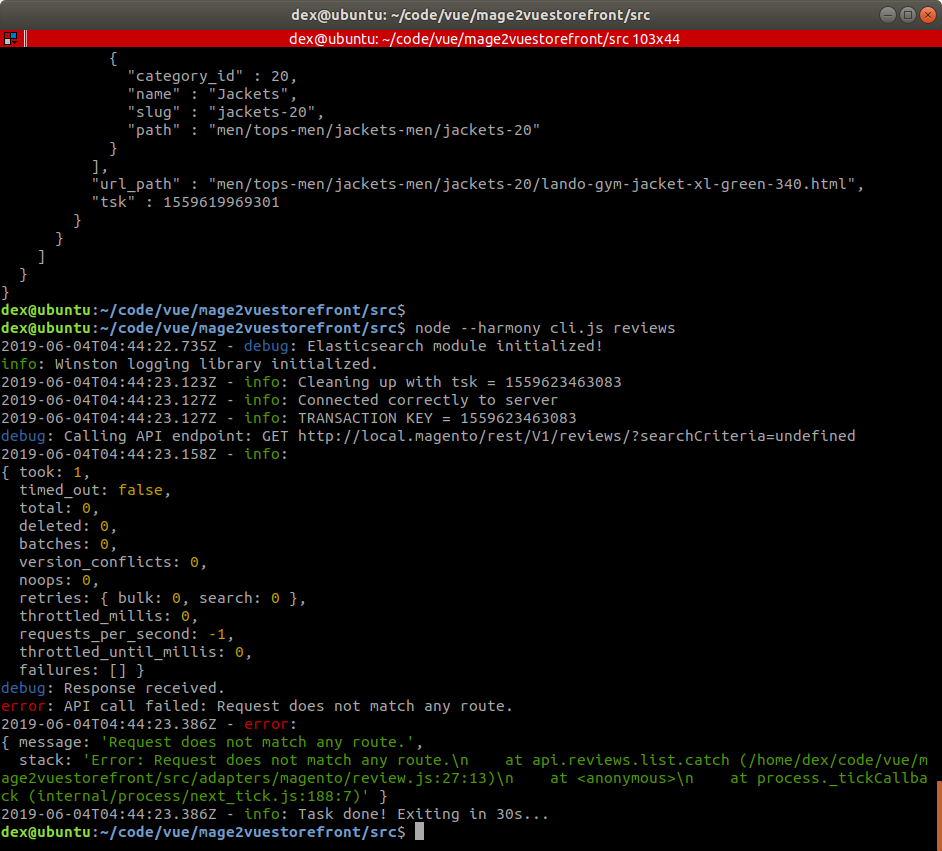 dex@ubuntu: ~/code/vue/mage2vuestorefront/src
dex@ubuntu: ~/code/vue/mage2vuestorefront/src 103x44
{
"category_id" : 20,
"name" : "Jackets",
"slug" : "jackets-20",
"path" : "men/tops-men/jackets-men/jackets-20"
}
],
"url_path" : "men/tops-men/jackets-men/jackets-20/lando-gym-jacket-xl-green-340.html",
"tsk" : 1559619969301
}
}
]
}
}
dex@ubuntu:~/code/vue/mage2vuestorefront/src$
dex@ubuntu:~/code/vue/mage2vuestorefront/src$ node --harmony cli.js reviews
2019-06-04T04:44:22.735Z - debug: Elasticsearch module initialized!
info: Winston logging library initialized.
2019-06-04T04:44:23.123Z - info: Cleaning up with tsk = 1559623463083
2019-06-04T04:44:23.127Z - info: Connected correctly to server
2019-06-04T04:44:23.127Z - info: TRANSACTION KEY = 1559623463083
debug: Calling API endpoint: GET http://local.magento/rest/V1/reviews/?searchCriteria=undefined
2019-06-04T04:44:23.158Z - info:
{ took: 1,
timed_out: false,
total: 0,
deleted: 0,
batches: 0,
version_conflicts: 0,
noops: 0,
retries: { bulk: 0, search: 0 },
throttled_millis: 0,
requests_per_second: -1,
throttled_until_millis: 0,
failures: [] }
debug: Response received.
error: API call failed: Request does not match any route.
2019-06-04T04:44:23.386Z - error:
{ message: 'Request does not match any route.',
stack: 'Error: Request does not match any route.\n    at api.reviews.list.catch (/home/dex/code/vue/m
age2vuestorefront/src/adapters/magento/review.js:27:13)\n    at <anonymous>\n    at process._tickCallba
ck (internal/process/next_tick.js:188:7)' }
2019-06-04T04:44:23.386Z - info: Task done! Exiting in 30s...
dex@ubuntu:~/code/vue/mage2vuestorefront/src$